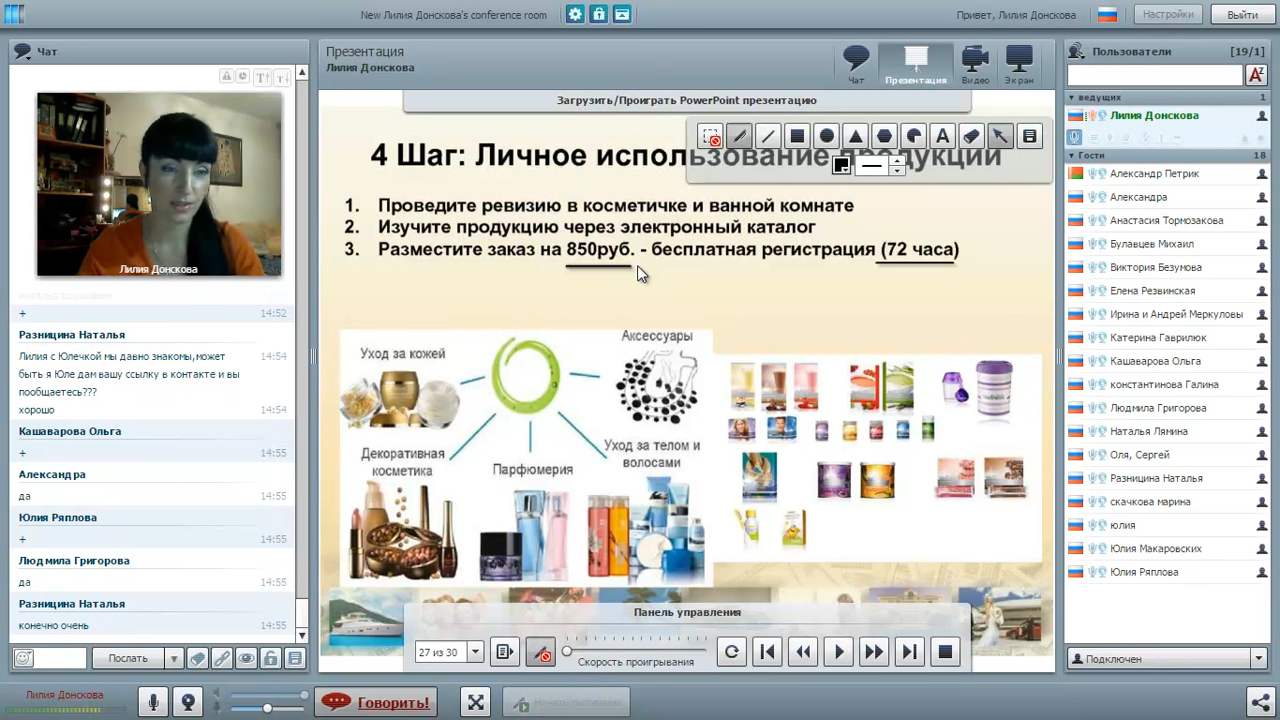 New Лилия Донскова's conference room
Привет, Лилия Донскова
Настройки
Выйти
Чат
Лилия Донскова
+
14:52
Разницина Наталья
Лилия с Юлечкой мы давно знакомы,может
14:54
быть я Юле дам вашу ссылку в контакте и вы
пообщаетесь???
хорошо
14:54
Кашаварова Ольга
+
14:55
Александра
да
14:55
Юлия Ряплова
+
14:55
Людмила Григорова
да
14:55
Разницина Наталья
конечно очень
14:55
Послать
Презентация
Лилия Донскова
Чат
Презентация
Видео
Экран
Загрузить/Проиграть PowerPoint презентацию
4 Шаг: Личное использование продукции
1. Проведите ревизию в косметичке и ванной комнате
2. Изучите продукцию через электронный каталог
3. Разместите заказ на 850руб. - бесплатная регистрация (72 часа)
Уход за кожей
Аксессуары
Декоративная
косметика
Парфюмерия
Уход за телом и
волосами
Панель управления
27 из 30
Скорость проигрывания
Пользователи
[19/1]
ведущих
1
Лилия Донскова
Гости
18
Александр Петрик
Александра
Анастасия Тормозакова
Булавцев Михаил
Виктория Безумова
Елена Резвинская
Ирина и Андрей Меркуловы
Катерина Гаврилюк
Кашаварова Ольга
константинова Галина
Людмила Григорова
Наталья Лямина
Оля, Сергей
Разницина Наталья
скачкова марина
юлия
Юлия Макаровских
Юлия Ряплова
Подключен
Лилия Донскова
Говорить!